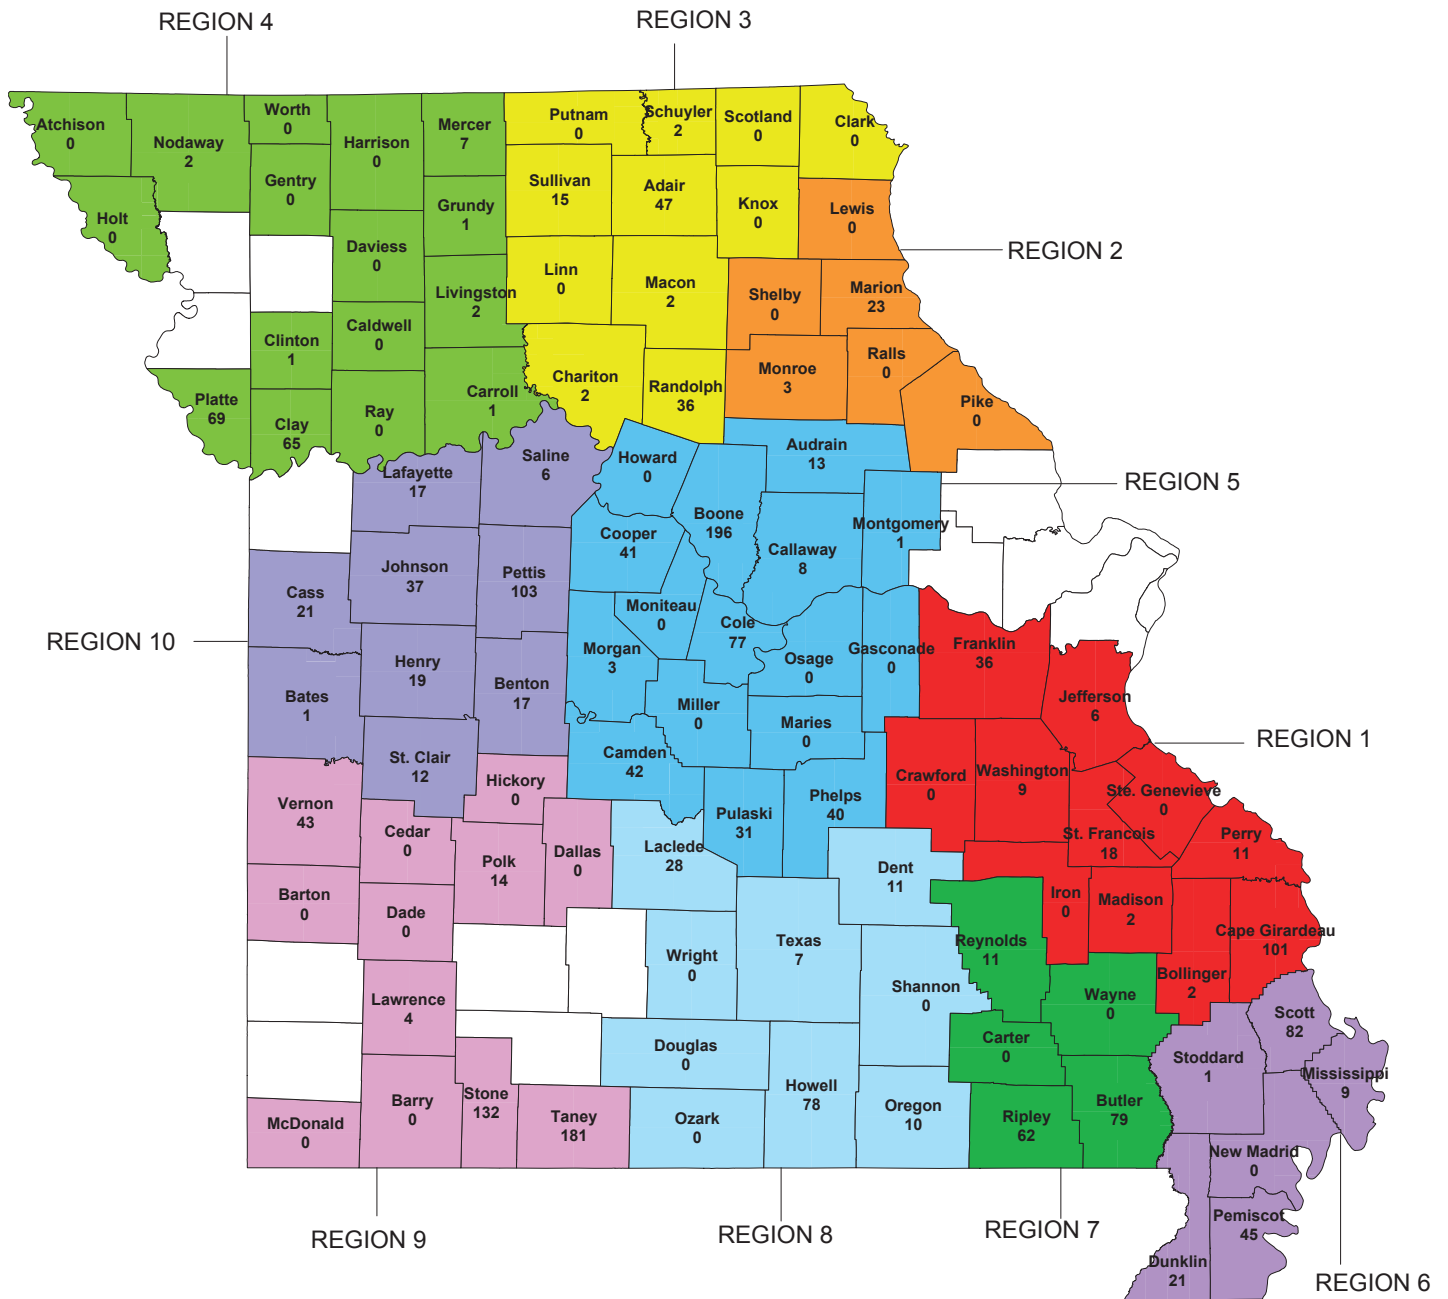 REGION 4
REGION 3
Atchison
0
Nodaway
2
Worth
0
Harrison
0
Mercer
7
Putnam
0
Schuyler
2
Scotland
0
Clark
0
Holt
0
Gentry
0
Grundy
1
Sullivan
15
Adair
47
Knox
0
Lewis
0
REGION 2
Daviess
0
Livingston
2
Linn
0
Macon
2
Shelby
0
Marion
23
Clinton
1
Caldwell
0
Platte
69
Clay
65
Ray
0
Carroll
1
Chariton
2
Randolph
36
Monroe
3
Ralls
0
Pike
0
Lafayette
17
Saline
6
Howard
0
Audrain
13
REGION 5
Boone
196
Montgomery
1
Cooper
41
Callaway
8
Cass
21
Johnson
37
Pettis
103
Moniteau
0
Cole
77
REGION 10
Henry
19
Morgan
3
Osage
0
Gasconade
0
Franklin
36
Bates
1
Benton
17
Miller
0
Maries
0
Jefferson
6
REGION 1
St. Clair
12
Hickory
0
Camden
42
Crawford
0
Washington
9
Ste. Genevieve
0
Vernon
43
Cedar
0
Polk
14
Dallas
0
Laclede
28
Pulaski
31
Phelps
40
St. Francois
18
Perry
11
Barton
0
Dade
0
Dent
11
Iron
0
Madison
2
Cape Girardeau
101
Wright
0
Texas
7
Reynolds
11
Bollinger
2
Lawrence
4
Shannon
0
Wayne
0
Scott
82
Douglas
0
Carter
0
Stoddard
1
Mississippi
9
McDonald
0
Barry
0
Stone
132
Taney
181
Ozark
0
Howell
78
Oregon
10
Ripley
62
Butler
79
New Madrid
0
Pemiscot
45
REGION 9
REGION 8
REGION 7
Dunklin
21
REGION 6